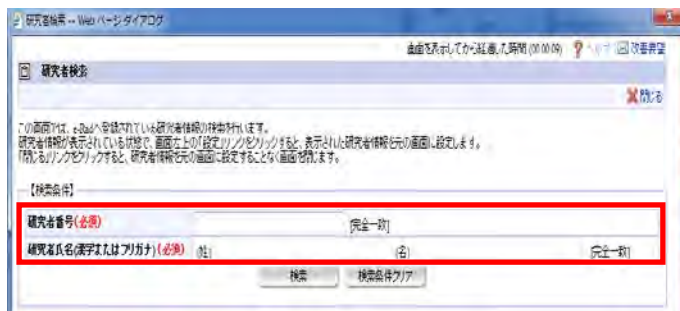 研究者検索 -- Web ページ ダイアログ
画面を表示してから経過した時間(00:00:09) ヘルプ 改善要望
研究者検索
閉じる
この画面では、e-Radへ登録されている研究者情報の検索を行います。
研究者情報が表示されている状態で、画面左上の「設定」リンクをクリックすると、表示された研究者情報を元の画面に設定します。
「閉じる」リンクをクリックすると、研究者情報を元の画面に設定することなく画面を閉じます。
【検索条件】
研究者番号(必須) [完全一致]
研究者氏名(漢字またはフリガナ)(必須) (姓) (名) [完全一致]
検索 検索条件クリア